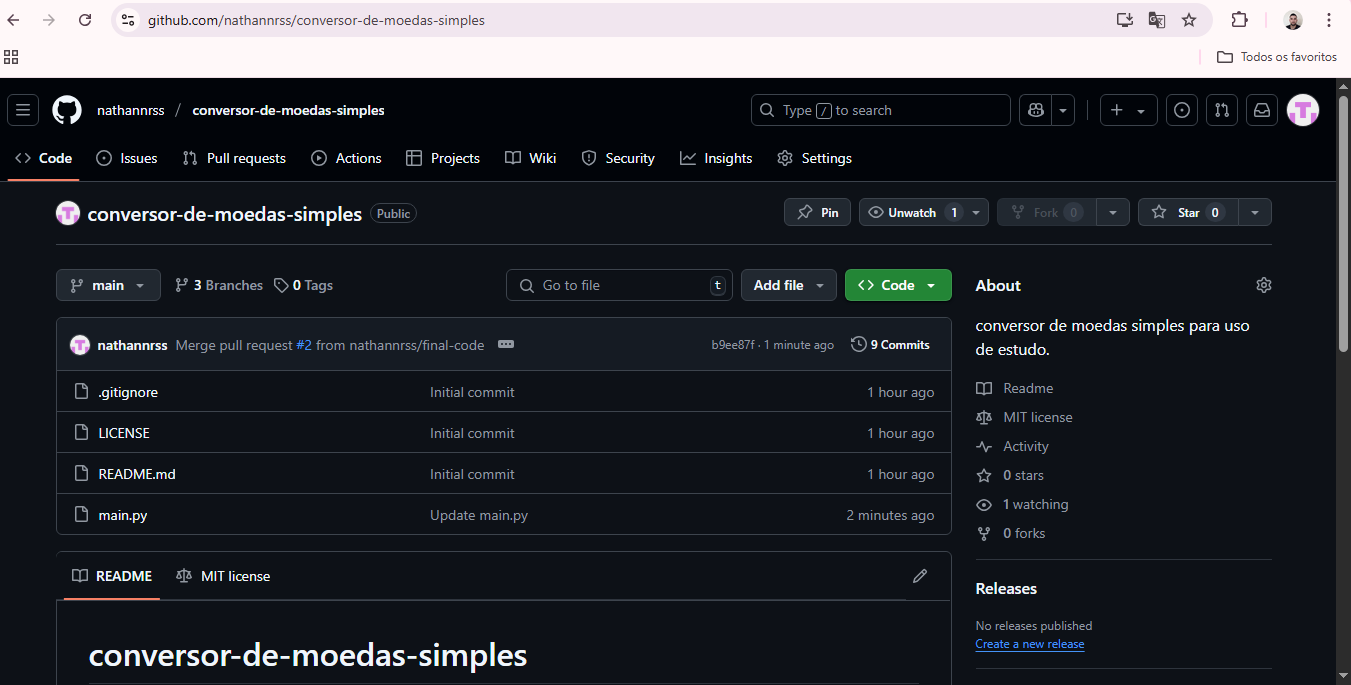 github.com/nathannrss/conversor-de-moedas-simples
Todos os favoritos
nathannrss / conversor-de-moedas-simples
Type / to search
Code Issues Pull requests Actions Projects Wiki Security Insights Settings
conversor-de-moedas-simples Public
Pin Unwatch 1 Fork 0 Star 0
main 3 Branches 0 Tags Go to file t Add file Code
nathannrss Merge pull request #2 from nathannrss/final-code b9ee87f · 1 minute ago 9 Commits
.gitignore Initial commit 1 hour ago
LICENSE Initial commit 1 hour ago
README.md Initial commit 1 hour ago
main.py Update main.py 2 minutes ago
README MIT license
conversor-de-moedas-simples
About
conversor de moedas simples para uso
de estudo.
Readme
MIT license
Activity
0 stars
1 watching
0 forks
Releases
No releases published
Create a new release